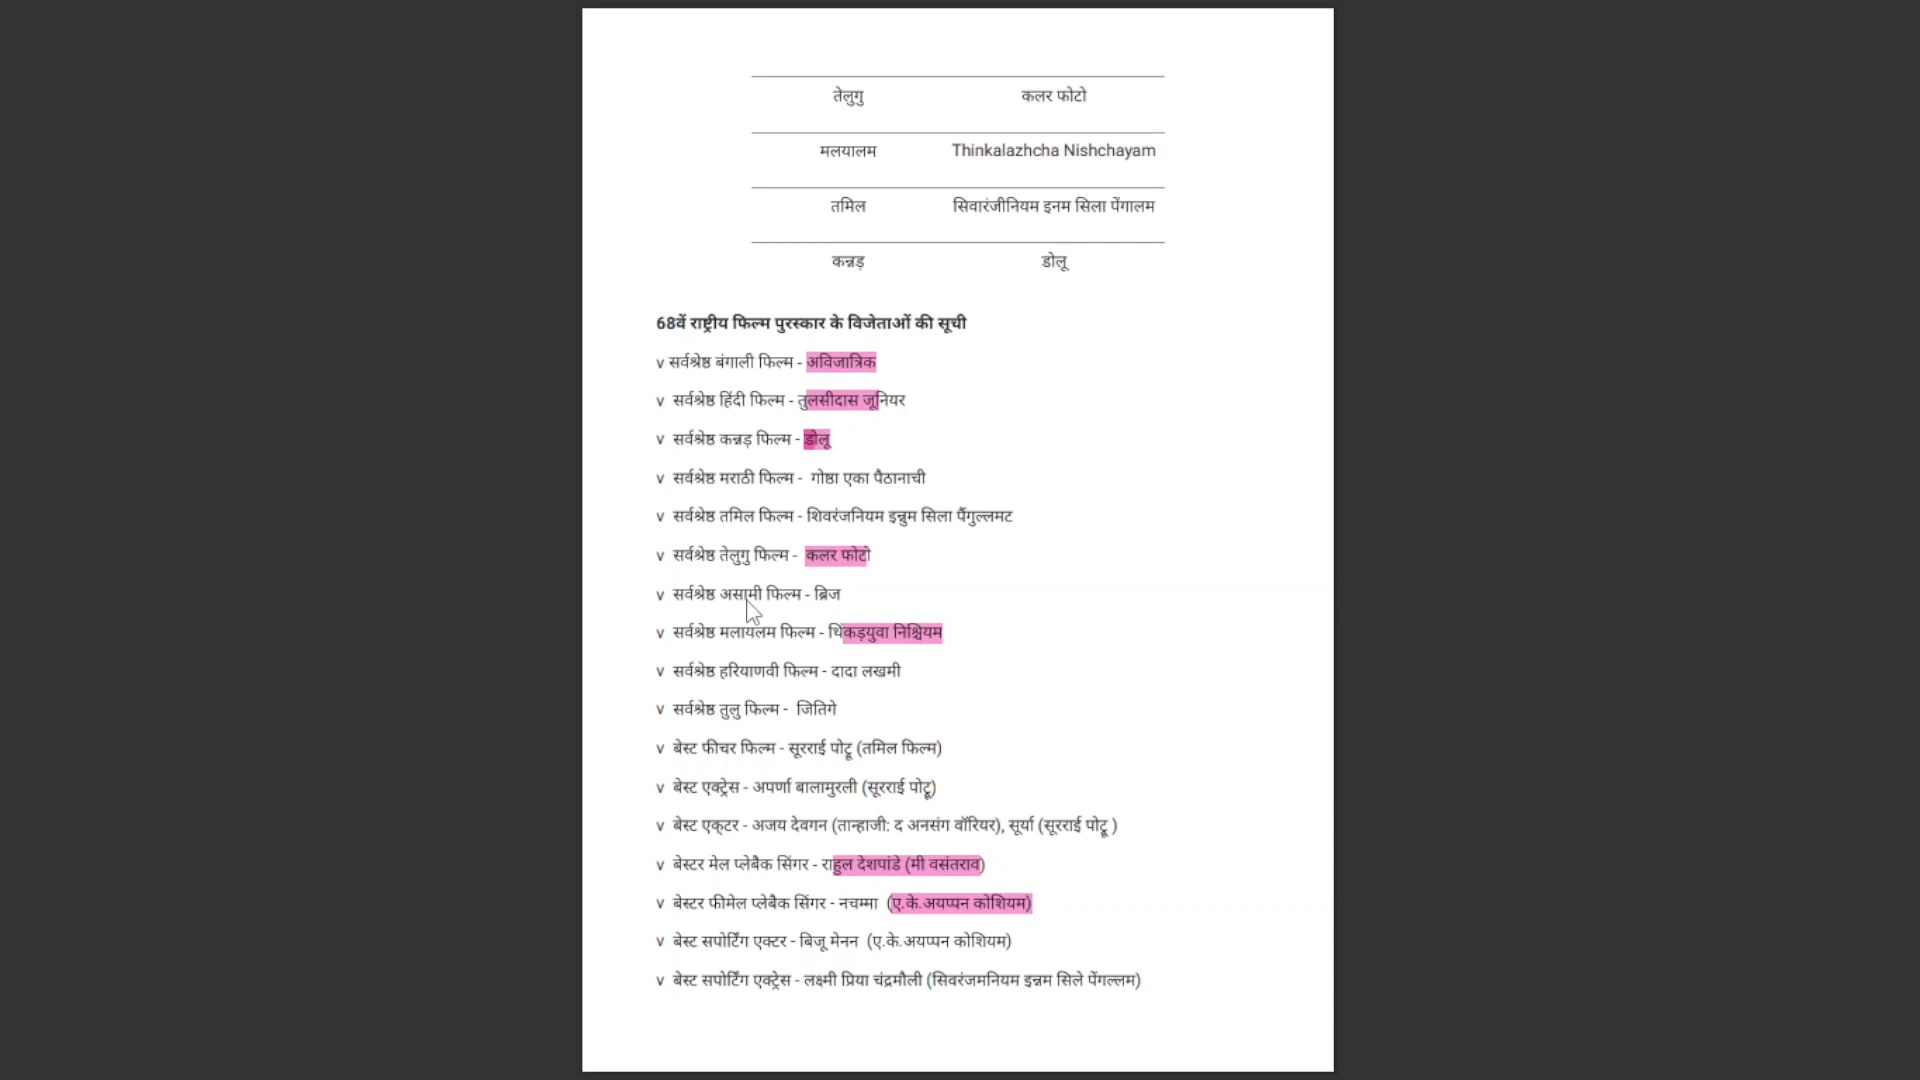 तेलुगु कलर फोटो
मलयालम Thinkalazhcha Nishchayam
तमिल सिवारंजीनियम इनम सिला पेंगालम
कन्नड़ डोलू
68वें राष्ट्रीय फिल्म पुरस्कार के विजेताओं की सूची
v सर्वश्रेष्ठ बंगाली फिल्म - अविजात्रिक
v सर्वश्रेष्ठ हिंदी फिल्म - तुलसीदास जूनियर
v सर्वश्रेष्ठ कन्नड़ फिल्म - डोलू
v सर्वश्रेष्ठ मराठी फिल्म - गोष्ठा एका पैठानाची
v सर्वश्रेष्ठ तमिल फिल्म - शिवरंजनियम इन्नुम सिला पैंगुल्लमट
v सर्वश्रेष्ठ तेलुगु फिल्म - कलर फोटो
v सर्वश्रेष्ठ असामी फिल्म - ब्रिज
v सर्वश्रेष्ठ मलायलम फिल्म - थिंकड़युवा निश्चियम
v सर्वश्रेष्ठ हरियाणवी फिल्म - दादा लखमी
v सर्वश्रेष्ठ तुलु फिल्म - जितिगे
v बेस्ट फीचर फिल्म - सूरराई पोट्रू (तमिल फिल्म)
v बेस्ट एक्ट्रेस - अपर्णा बालामुरली (सूरराई पोट्रू)
v बेस्ट एक्टर - अजय देवगन (तान्हाजी: द अनसंग वॉरियर), सूर्या (सूरराई पोट्रू )
v बेस्टर मेल प्लेबैक सिंगर - राहुल देशपांडे (मी वसंतराव)
v बेस्टर फीमेल प्लेबैक सिंगर - नचम्मा (ए.के.अयप्पन कोशियम)
v बेस्ट सपोर्टिंग एक्टर - बिजू मेनन (ए.के.अयप्पन कोशियम)
v बेस्ट सपोर्टिंग एक्ट्रेस - लक्ष्मी प्रिया चंद्रमौली (सिवरंजमनियम इन्नम सिले पेंगल्लम)